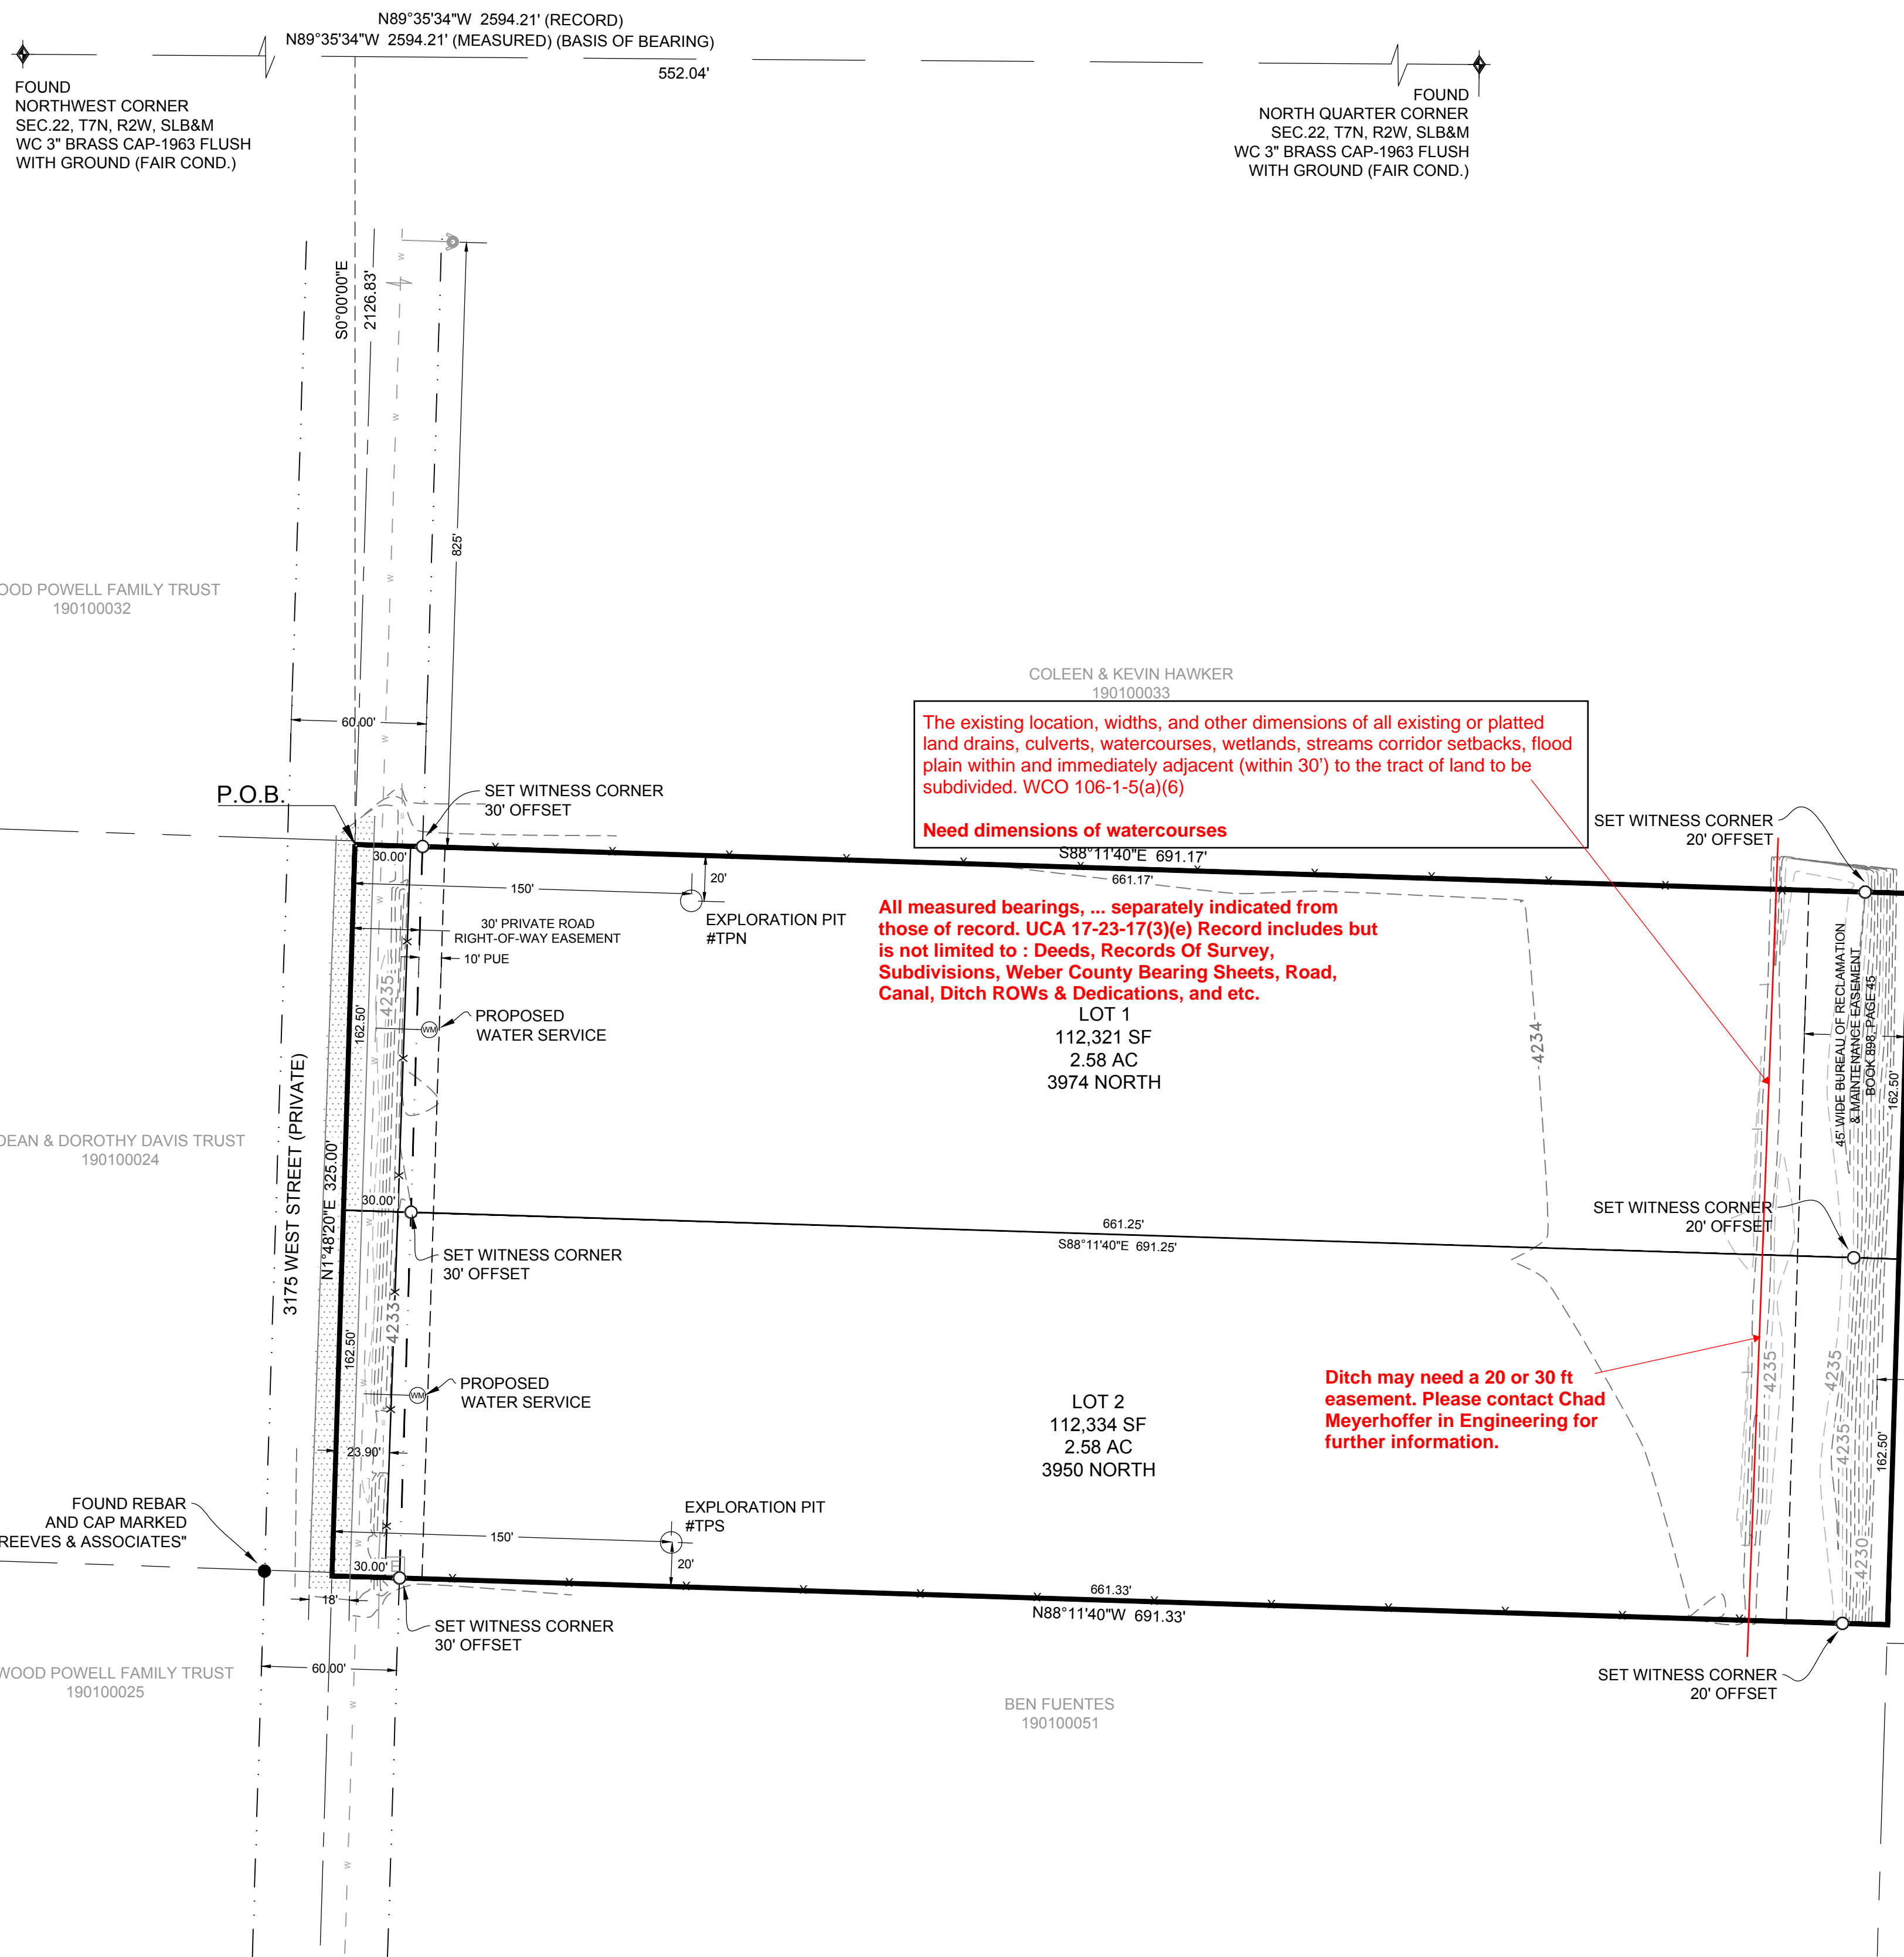 N89°35'34"W  2594.21' (RECORD)
N89°35'34"W  2594.21' (MEASURED) (BASIS OF BEARING)
552.04'
FOUND
NORTHWEST CORNER
SEC.22, T7N, R2W, SLB&M
WC 3" BRASS CAP-1963 FLUSH
WITH GROUND (FAIR COND.)
FOUND
NORTH QUARTER CORNER
SEC.22, T7N, R2W, SLB&M
WC 3" BRASS CAP-1963 FLUSH
WITH GROUND (FAIR COND.)
S0°00'00"E
2126.83'
W
W
W
W
825'
OOD POWELL FAMILY TRUST
190100032
60.00'
COLEEN & KEVIN HAWKER
190100033
The existing location, widths, and other dimensions of all existing or platted
land drains, culverts, watercourses, wetlands, streams corridor setbacks, flood
plain within and immediately adjacent (within 30') to the tract of land to be
subdivided. WCO 106-1-5(a)(6)
Need dimensions of watercourses
P.O.B.
SET WITNESS CORNER
30' OFFSET
SET WITNESS CORNER
20' OFFSET
30.00'
S88°11'40"E  691.17'
661.17'
150'
20'
EXPLORATION PIT
#TPN
30' PRIVATE ROAD
RIGHT-OF-WAY EASEMENT
10' PUE
All measured bearings, ... separately indicated from
those of record. UCA 17-23-17(3)(e) Record includes but
is not limited to : Deeds, Records Of Survey,
Subdivisions, Weber County Bearing Sheets, Road,
Canal, Ditch ROWs & Dedications, and etc.
LOT 1
112,321 SF
2.58 AC
3974 NORTH
4235
4234
162.50'
WM
PROPOSED
WATER SERVICE
45' WIDE BUREAU OF RECLAMATION
& MAINTENANCE EASEMENT
BOOK 898, PAGE 45
162.50'
DEAN & DOROTHY DAVIS TRUST
190100024
3175 WEST STREET (PRIVATE)
N1°48'20"E  325.00'
30.00'
661.25'
S88°11'40"E  691.25'
SET WITNESS CORNER
30' OFFSET
SET WITNESS CORNER
20' OFFSET
4233
162.50'
WM
PROPOSED
WATER SERVICE
LOT 2
112,334 SF
2.58 AC
3950 NORTH
Ditch may need a 20 or 30 ft
easement. Please contact Chad
Meyerhoffer in Engineering for
further information.
4235
4235
4235
4230
162.50'
23.90'
FOUND REBAR
AND CAP MARKED
REEVES & ASSOCIATES"
EXPLORATION PIT
#TPS
150'
20'
30.00'
E
18'
661.33'
N88°11'40"W  691.33'
SET WITNESS CORNER
30' OFFSET
SET WITNESS CORNER
20' OFFSET
60.00'
WOOD POWELL FAMILY TRUST
190100025
BEN FUENTES
190100051
W
W